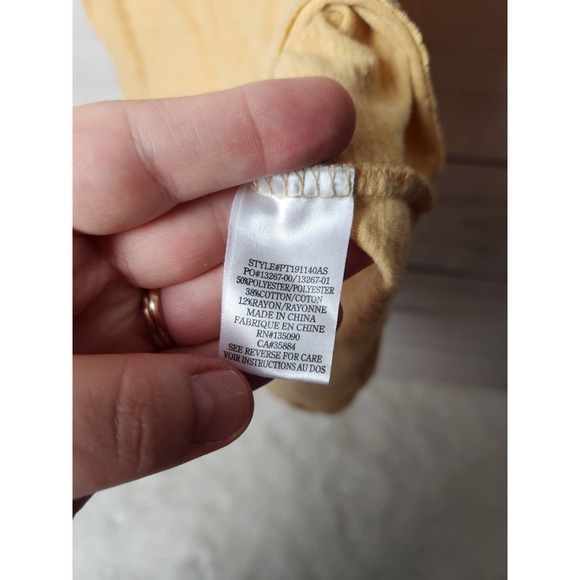 STYLE#PT191140AS
PO#13267-00/13267-01
50%POLYESTER/POLYESTER
38%COTTON/COTON
12%RAYON/RAYONNE
MADE IN CHINA
FABRIQUE EN CHINE
RN#135090
CA#35884
SEE REVERSE FOR CARE
VOIR INSTRUCTIONS AU DOS